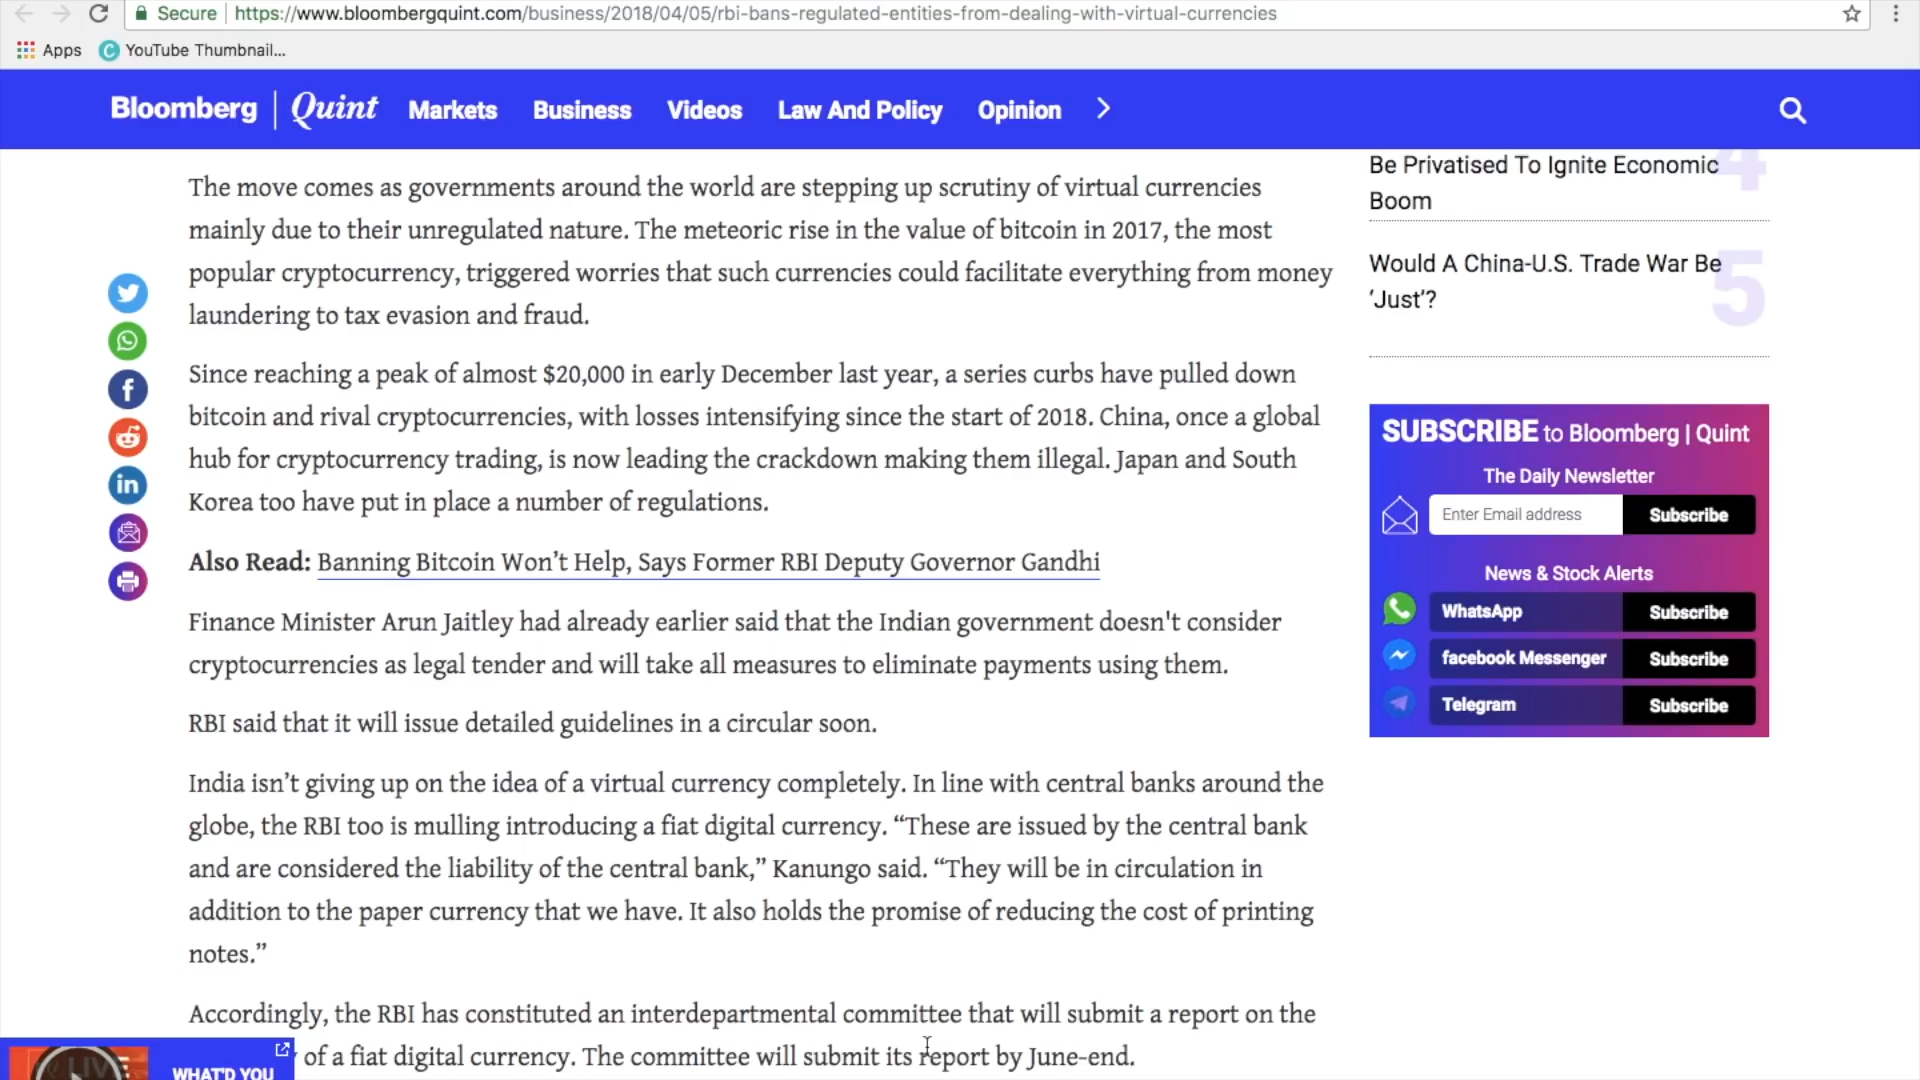 Secure https://www.bloombergquint.com/business/2018/04/05/rbi-bans-regulated-entities-from-dealing-with-virtual-currencies
Apps YouTube Thumbnail...
Bloomberg | Quint Markets Business Videos Law And Policy Opinion
The move comes as governments around the world are stepping up scrutiny of virtual currencies
mainly due to their unregulated nature. The meteoric rise in the value of bitcoin in 2017, the most
popular cryptocurrency, triggered worries that such currencies could facilitate everything from money
laundering to tax evasion and fraud.
Since reaching a peak of almost $20,000 in early December last year, a series curbs have pulled down
bitcoin and rival cryptocurrencies, with losses intensifying since the start of 2018. China, once a global
hub for cryptocurrency trading, is now leading the crackdown making them illegal. Japan and South
Korea too have put in place a number of regulations.
Also Read: Banning Bitcoin Won’t Help, Says Former RBI Deputy Governor Gandhi
Finance Minister Arun Jaitley had already earlier said that the Indian government doesn't consider
cryptocurrencies as legal tender and will take all measures to eliminate payments using them.
RBI said that it will issue detailed guidelines in a circular soon.
India isn’t giving up on the idea of a virtual currency completely. In line with central banks around the
globe, the RBI too is mulling introducing a fiat digital currency. “These are issued by the central bank
and are considered the liability of the central bank,” Kanungo said. “They will be in circulation in
addition to the paper currency that we have. It also holds the promise of reducing the cost of printing
notes.”
Accordingly, the RBI has constituted an interdepartmental committee that will submit a report on the
of a fiat digital currency. The committee will submit its report by June-end.
Be Privatised To Ignite Economic
Boom
4
Would A China-U.S. Trade War Be
‘Just’?
5
SUBSCRIBE to Bloomberg | Quint
The Daily Newsletter
Enter Email address Subscribe
News & Stock Alerts
WhatsApp Subscribe
facebook Messenger Subscribe
Telegram Subscribe
LIVE
WHAT'D YOU